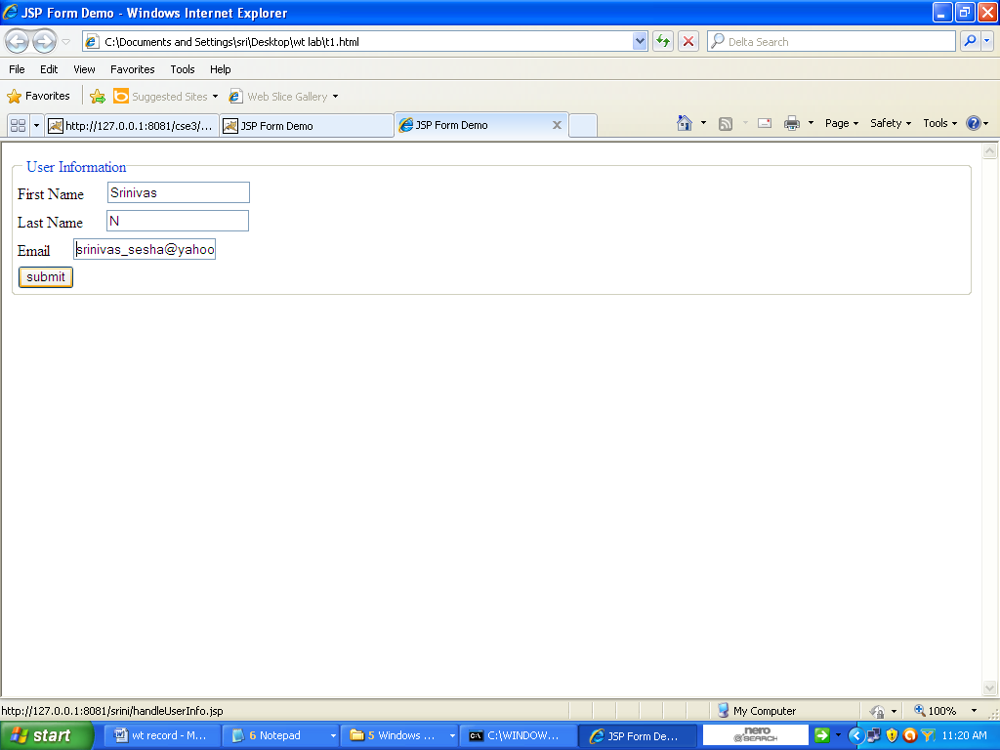 JSP Form Demo - Windows Internet Explorer
C:\Documents and Settings\sri\Desktop\wt lab\t1.html
Delta Search
File Edit View Favorites Tools Help
Favorites Suggested Sites Web Slice Gallery
http://127.0.0.1:8081/cse3/... JSP Form Demo JSP Form Demo Page Safety Tools
User Information
First Name Srinivas
Last Name N
Email srinivas_sesha@yahoo
submit
http://127.0.0.1:8081/srini/handleUserInfo.jsp My Computer 100%
start wt record - M... 6 Notepad 5 Windows ... C:\WINDOW... JSP Form De... nero @SEARCH 11:20 AM